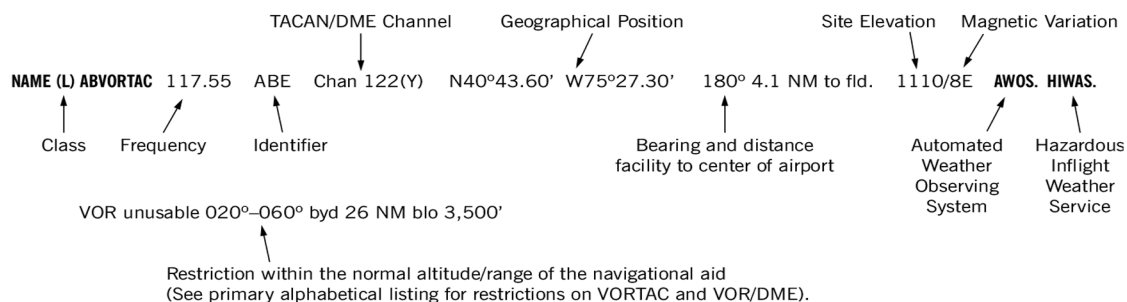 TACAN/DME Channel Geographical Position Site Elevation Magnetic Variation
NAME (L) ABVORTAC 117.55 ABE Chan 122(Y) N40º43.60’ W75º27.30’ 180º 4.1 NM to fld. 1110/8E AWOS. HIWAS.
Class Frequency Identifier Bearing and distance Automated Hazardous
facility to center of airport Weather Inflight
Observing Weather
System Service
VOR unusable 020º–060º byd 26 NM blo 3,500’
Restriction within the normal altitude/range of the navigational aid
(See primary alphabetical listing for restrictions on VORTAC and VOR/DME).